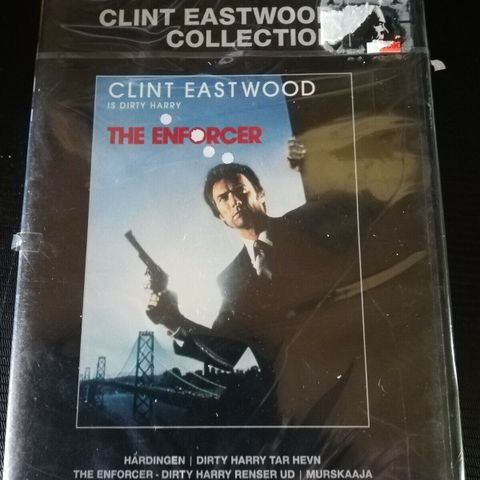 CLINT EASTWOOD
COLLECTION
CLINT EASTWOOD
IS DIRTY HARRY
THE ENFORCER
HÅRDINGEN | DIRTY HARRY TAR HEVN
THE ENFORCER - DIRTY HARRY RENSER UD | MURSKAAJA